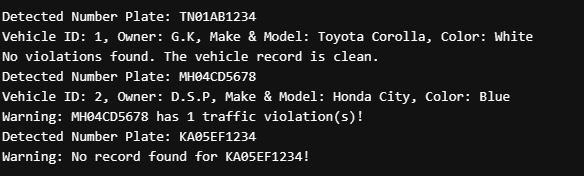 Detected Number Plate: TN01AB1234
Vehicle ID: 1, Owner: G.K, Make & Model: Toyota Corolla, Color: White
No violations found. The vehicle record is clean.
Detected Number Plate: MH04CD5678
Vehicle ID: 2, Owner: D.S.P, Make & Model: Honda City, Color: Blue
Warning: MH04CD5678 has 1 traffic violation(s)!
Detected Number Plate: KA05EF1234
Warning: No record found for KA05EF1234!